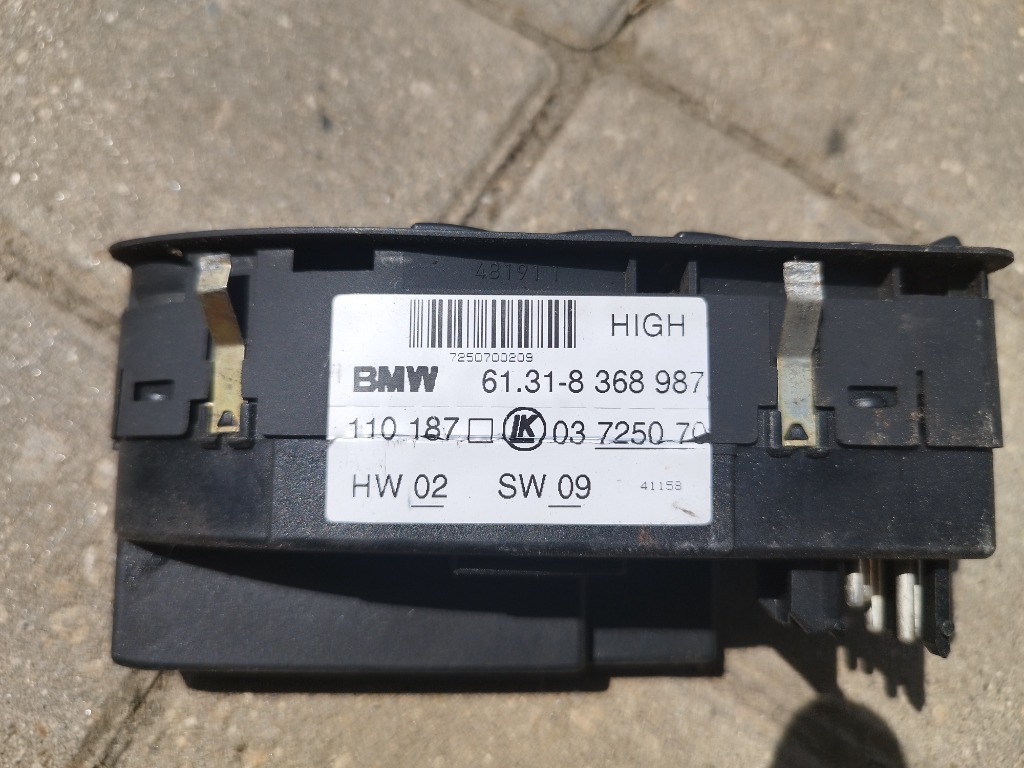 481911
HIGH
7250700209
BMW 61.31-8 368 987
110 187 □ LK 03 7250 70
HW 02 SW 09 41158